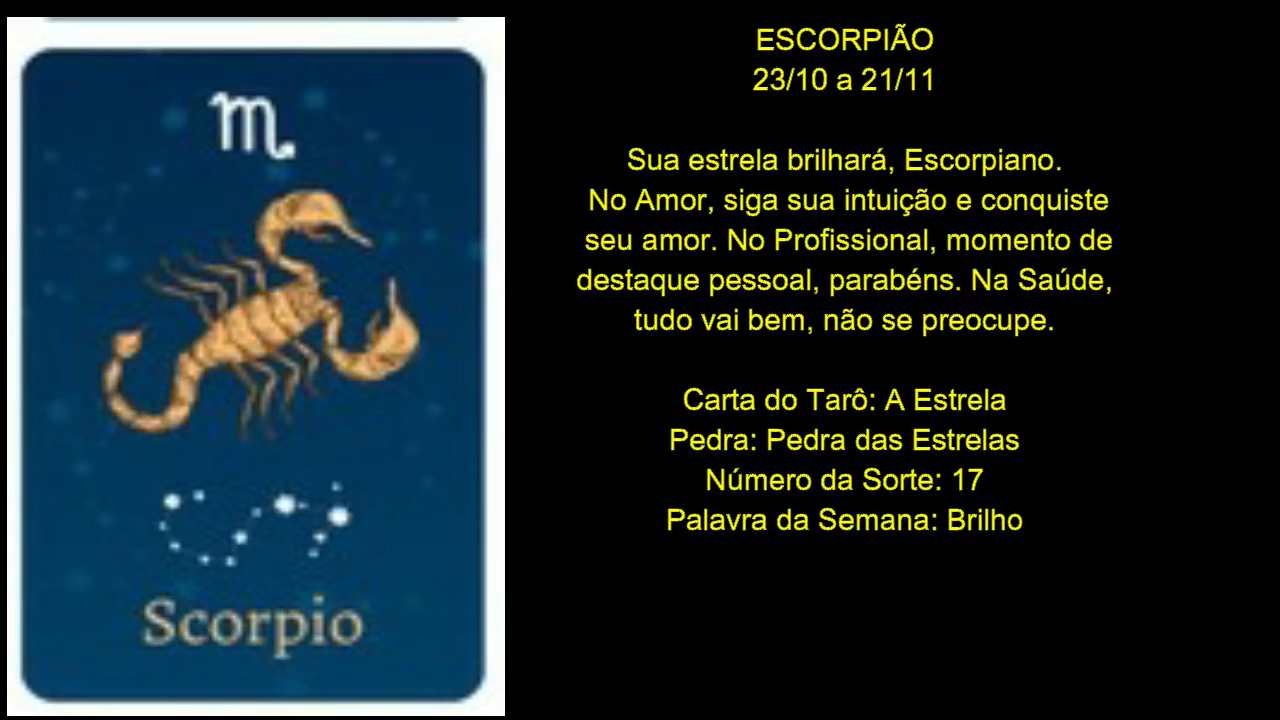 ♏
Scorpio
ESCORPIÃO
23/10 a 21/11
Sua estrela brilhará, Escorpiano.
No Amor, siga sua intuição e conquiste
seu amor. No Profissional, momento de
destaque pessoal, parabéns. Na Saúde,
tudo vai bem, não se preocupe.
Carta do Tarô: A Estrela
Pedra: Pedra das Estrelas
Número da Sorte: 17
Palavra da Semana: Brilho